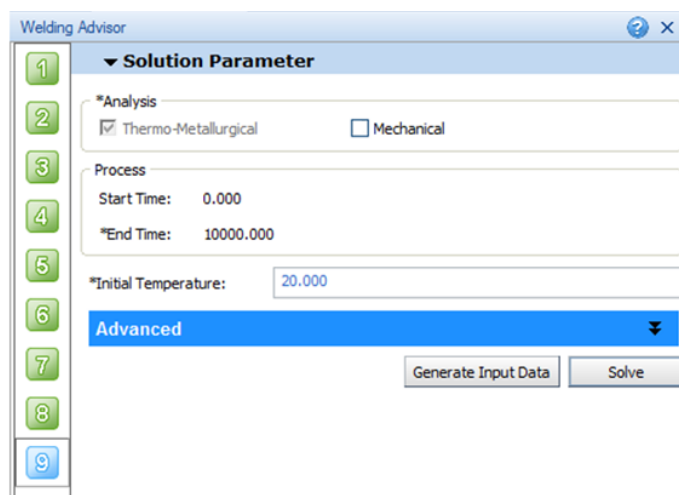 Welding Advisor
1
Solution Parameter
2
*Analysis
Thermo-Metallurgical Mechanical
3
Process
Start Time: 0.000
4
*End Time: 10000.000
5
*Initial Temperature: 20.000
6
Advanced
7
Generate Input Data Solve
8
9